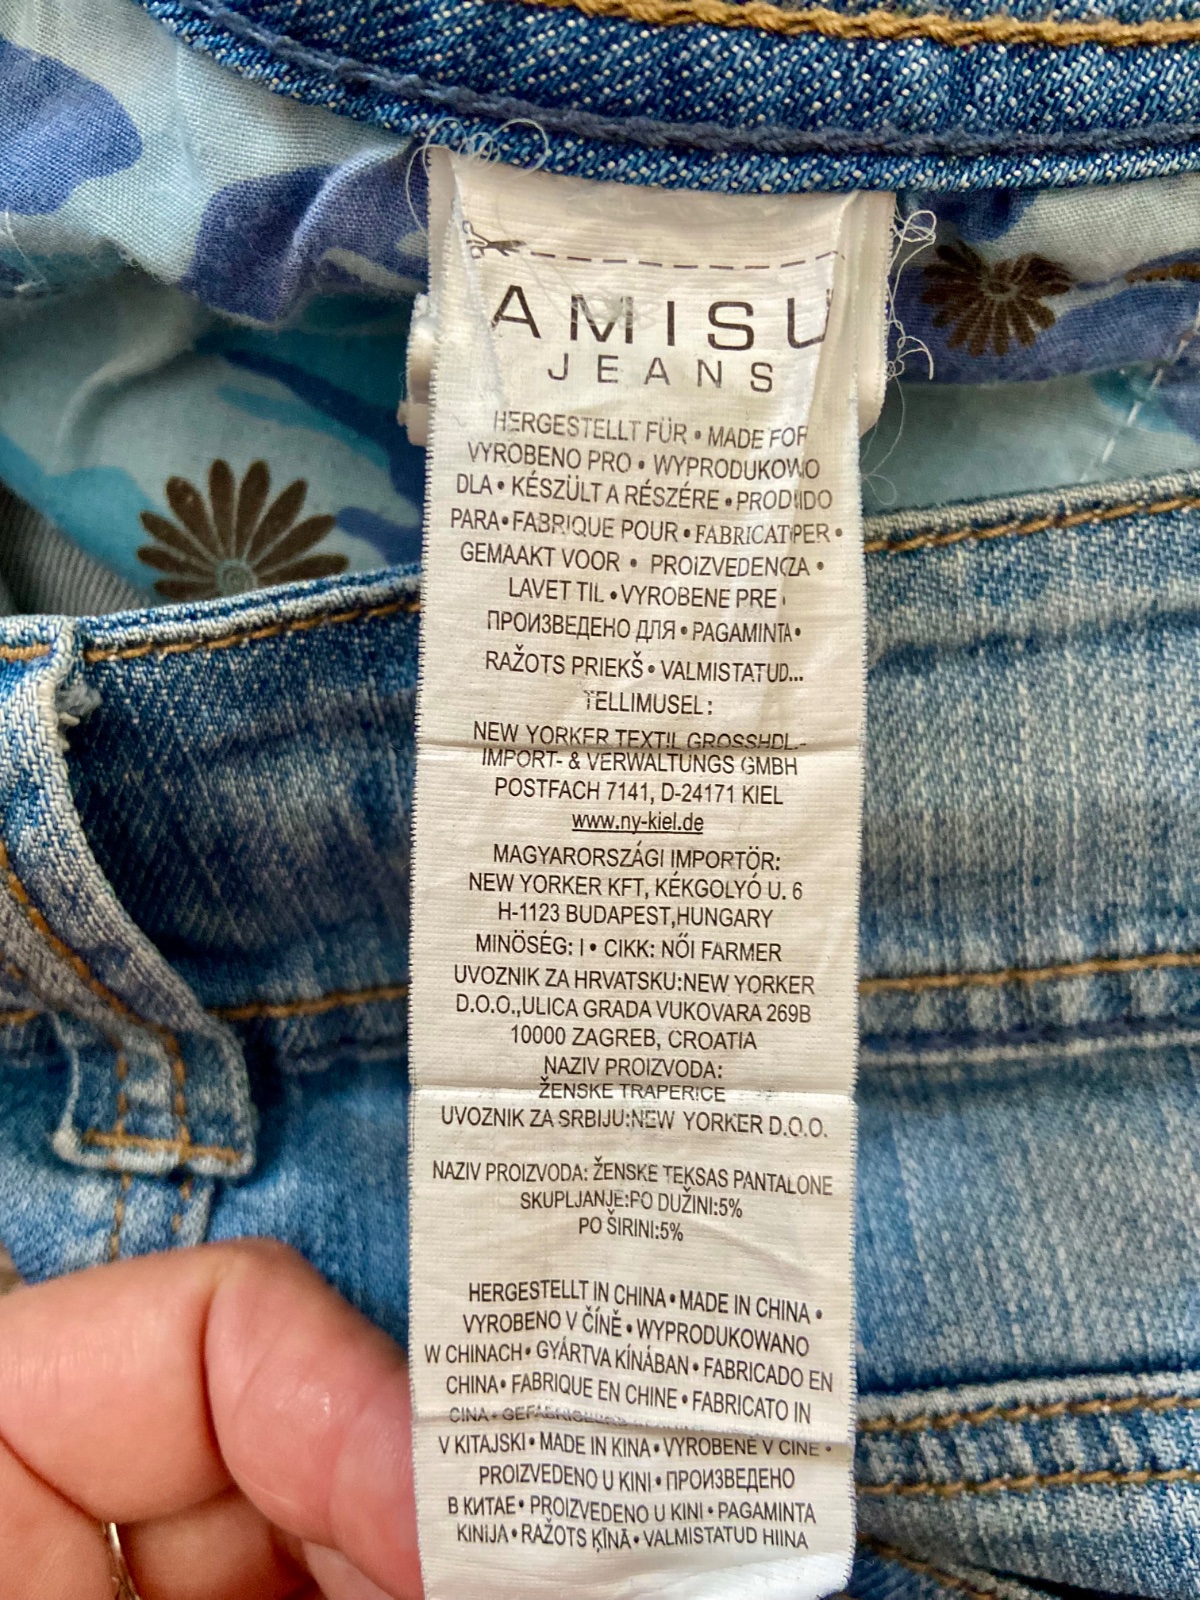 AMISU
JEANS
HERGESTELLT FÜR • MADE FOR
VYROBENO PRO • WYPRODUKOWO
DLA • KÉSZÜLT A RÉSZÉRE • PRODUIDO
PARA • FABRIQUE POUR • FABRICAT PER •
GEMAAKT VOOR • PROIZVEDEN ZA •
LAVET TIL • VYROBENE PRE •
ПРОИЗВЕДЕНО ДЛЯ • PAGAMINTA •
RAŽOTS PRIEKŠ • VALMISTATUD...
TELLIMUSEL:
NEW YORKER TEXTIL GROSSHDL.-
IMPORT- & VERWALTUNGS GMBH
POSTFACH 7141, D-24171 KIEL
www.ny-kiel.de
MAGYARORSZÁGI IMPORTÖR:
NEW YORKER KFT, KÉKGOLYÓ U. 6
H-1123 BUDAPEST,HUNGARY
MINÖSÉG: I • CIKK: NŐI FARMER
UVOZNIK ZA HRVATSKU:NEW YORKER
D.O.O.,ULICA GRADA VUKOVARA 269B
10000 ZAGREB, CROATIA
NAZIV PROIZVODA:
ŽENSKE TRAPERICE
UVOZNIK ZA SRBIJU:NEW YORKER D.O.O.
NAZIV PROIZVODA: ŽENSKE TEKSAS PANTALONE
SKUPLJANJE:PO DUŽINI:5%
PO ŠIRINI:5%
HERGESTELLT IN CHINA • MADE IN CHINA •
VYROBENO V ČÍNĚ • WYPRODUKOWANO
W CHINACH • GYÁRTVA KÍNÁBAN • FABRICADO EN
CHINA • FABRIQUE EN CHINE • FABRICATO IN
CINA •
V KITAJSKI • MADE IN KINA • VYROBENE V CINE •
PROIZVEDENO U KINI • ПРОИЗВЕДЕНО
В КИТАЕ • PROIZVEDENO U KINI • PAGAMINTA
KINIJA • RAŽOTS ĶĪNĀ • VALMISTATUD HIINA